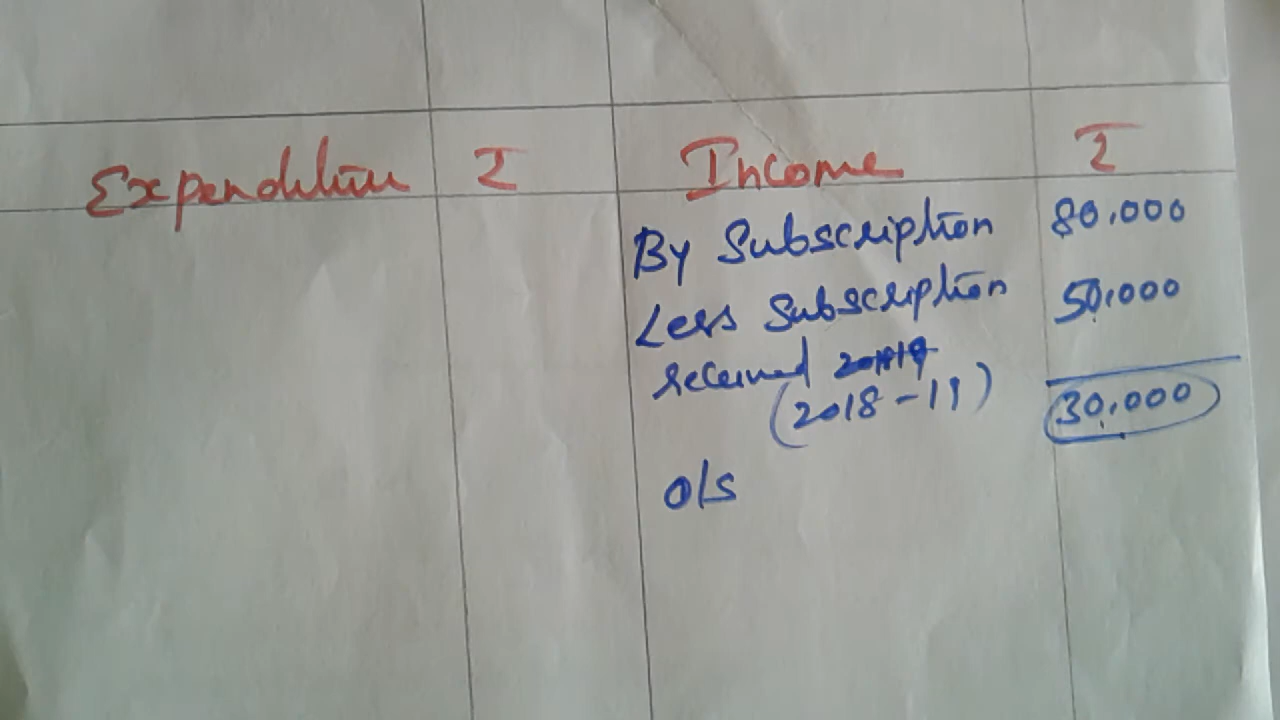 Expenditure ₹ Income ₹
By Subscription 80,000
Less Subscription 50,000
received
(2018-19) 30,000
O/S